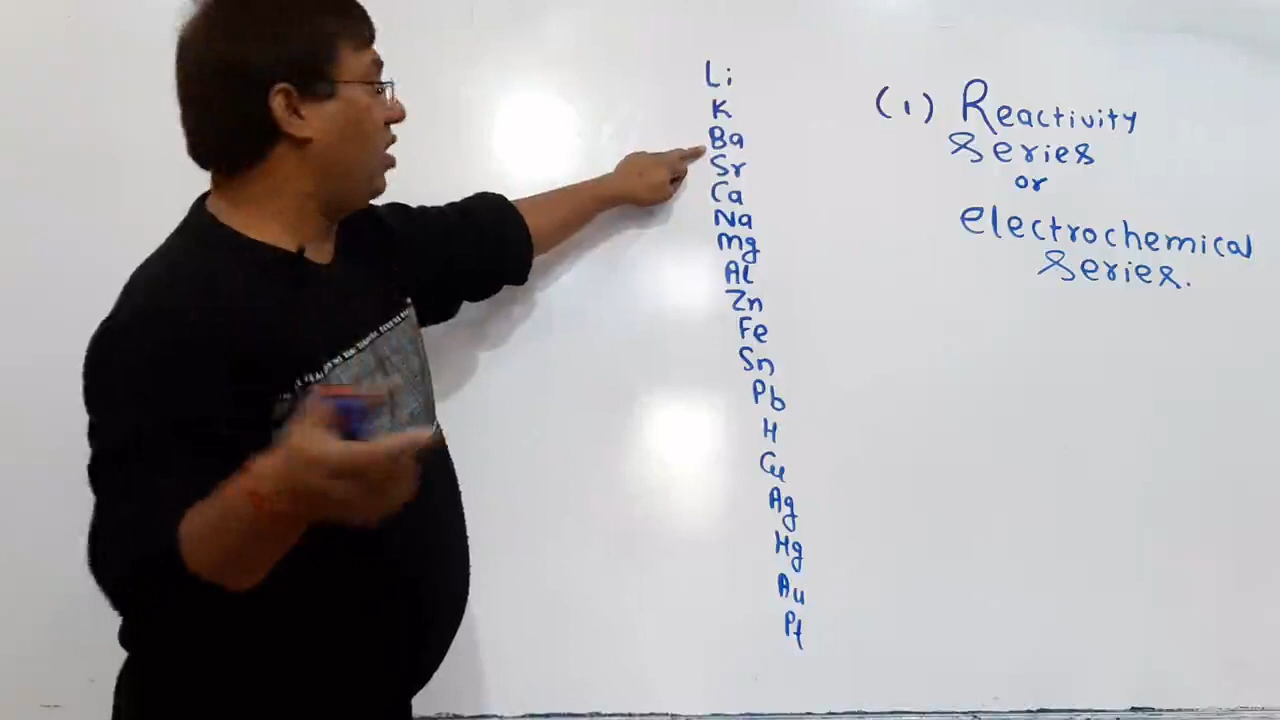 Li
K
Ba
Sr
Ca
Na
Mg
Al
Zn
Fe
Sn
Pb
H
Cu
Ag
Hg
Au
Pt
(1) Reactivity
Series
or
Electrochemical
Series.